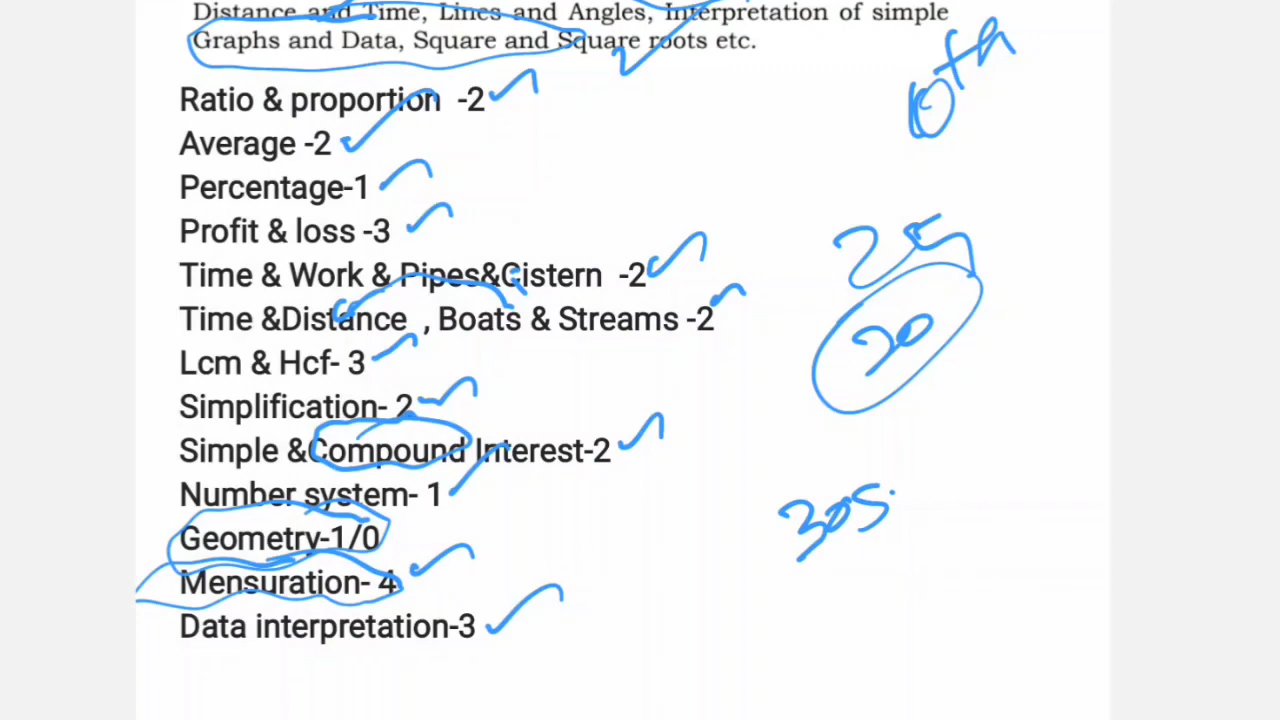 Distance and Time, Lines and Angles, Interpretation of simple
Graphs and Data, Square and Square roots etc.
10th
Ratio & proportion -2
Average -2
Percentage-1
Profit & loss -3
25
Time & Work & Pipes&Cistern -2
Time &Distance , Boats & Streams -2
20
Lcm & Hcf- 3
Simplification- 2
Simple &Compound Interest-2
Number system- 1
30s
Geometry-1/0
Mensuration- 4
Data interpretation-3